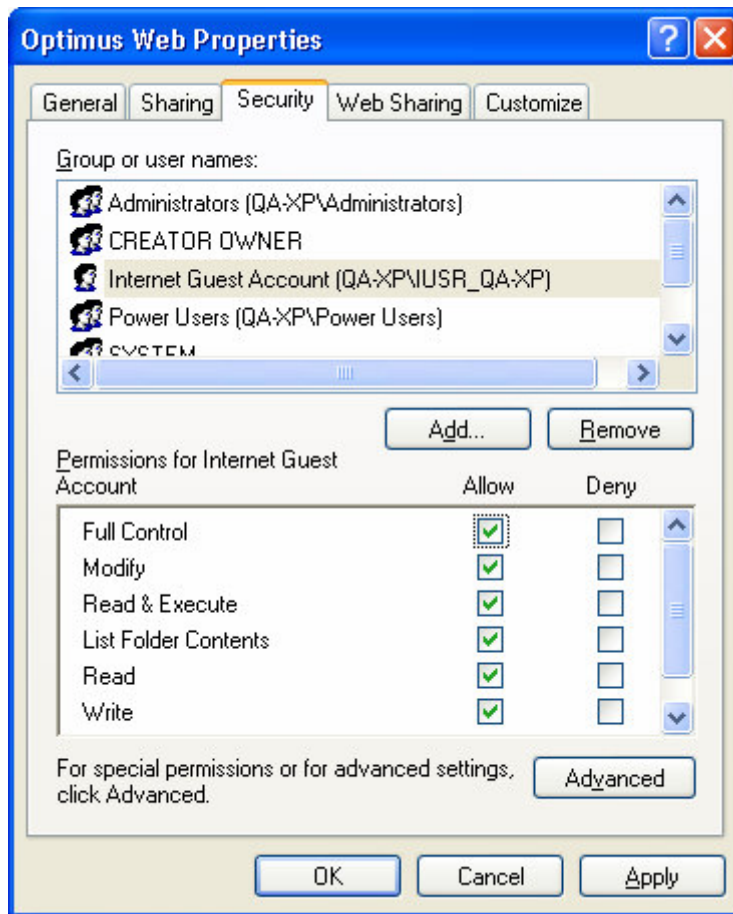 Optimus Web Properties
General Sharing Security Web Sharing Customize
Group or user names:
Administrators (QA-XP\Administrators)
CREATOR OWNER
Internet Guest Account (QA-XP\IUSR_QA-XP)
Power Users (QA-XP\Power Users)
SYSTEM
Add... Remove
Permissions for Internet Guest
Account Allow Deny
Full Control
Modify
Read & Execute
List Folder Contents
Read
Write
For special permissions or for advanced settings,
click Advanced.
Advanced
OK Cancel Apply